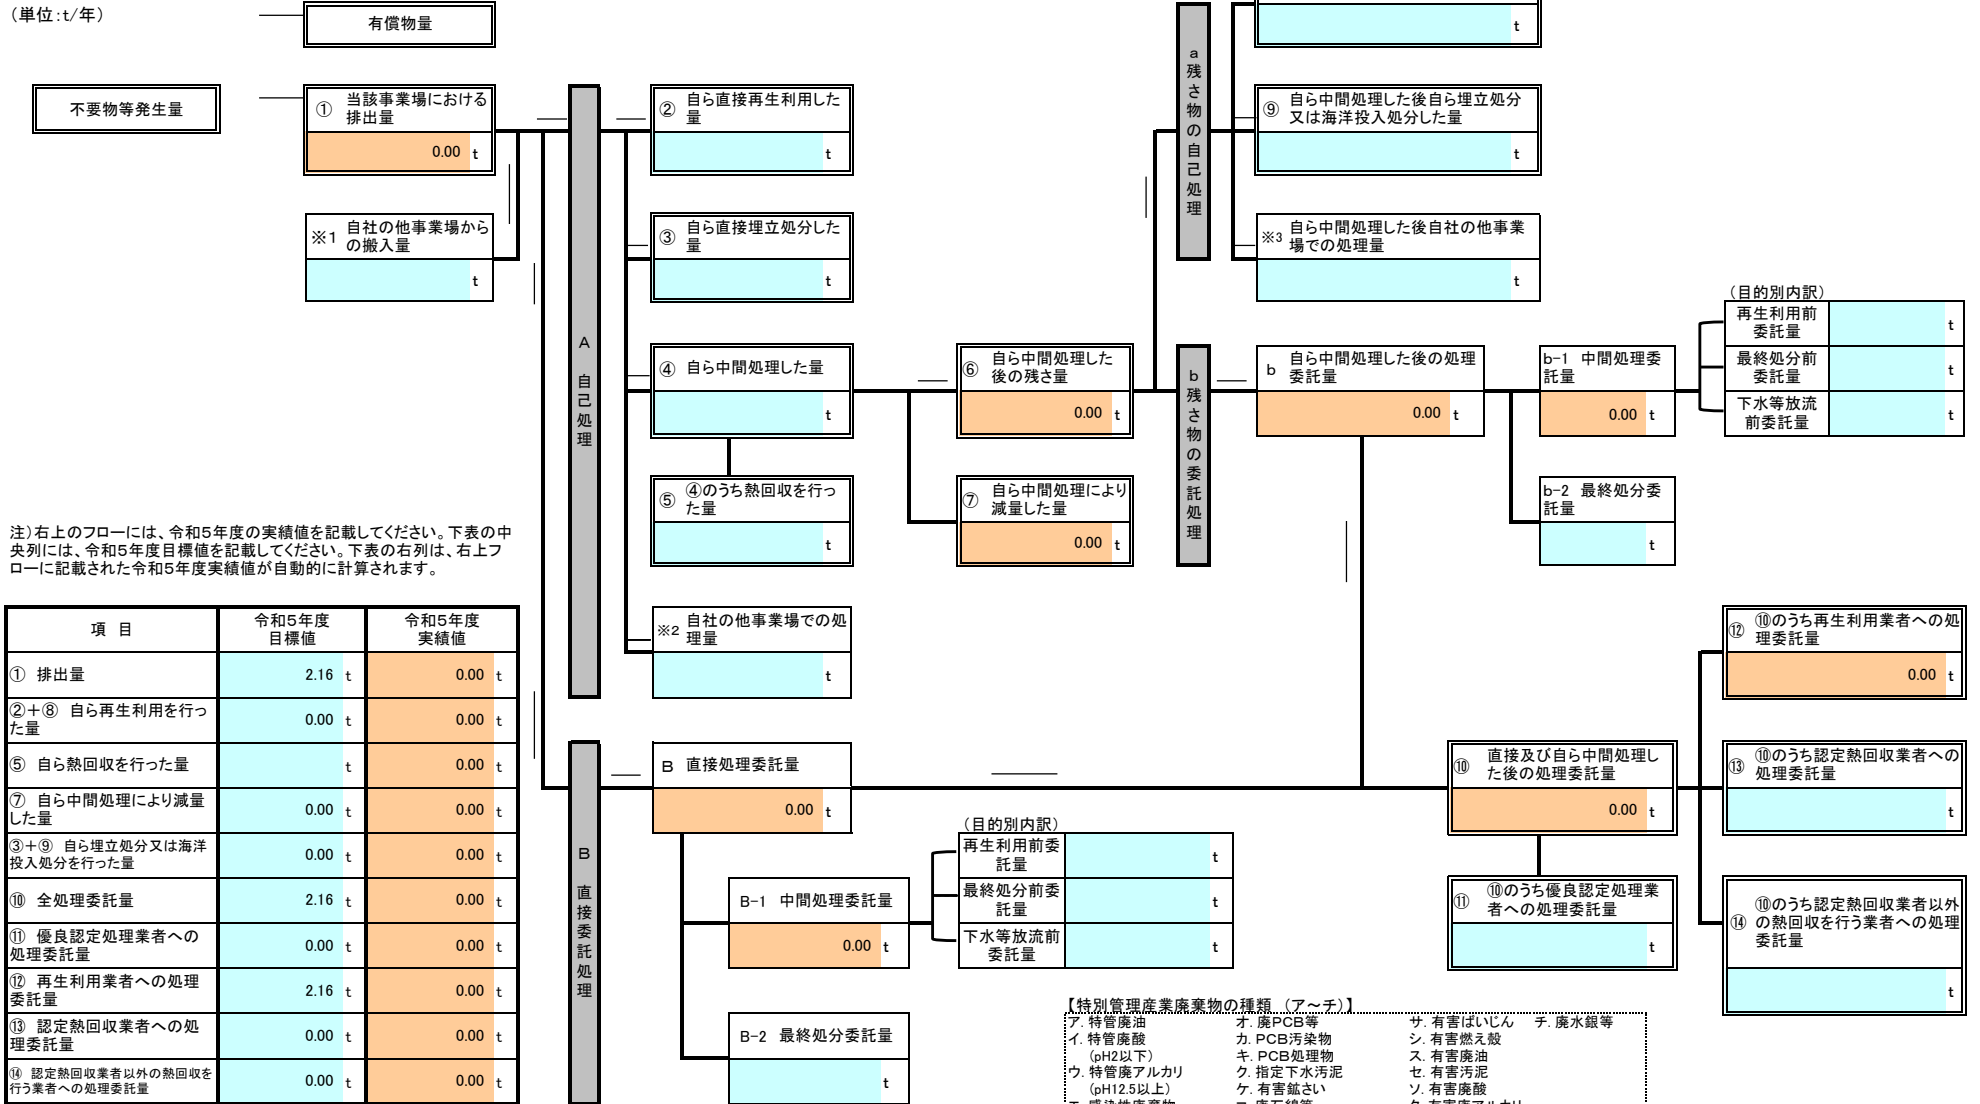 （単位:t/年）
有償物量
t
不要物等発生量
① 当該事業場における
排出量
0.00 t
※1 自社の他事業場から
の搬入量
t
A 自己処理
② 自ら直接再生利用した
量
t
③ 自ら直接埋立処分した
量
t
④ 自ら中間処理した量
t
⑤ ④のうち熱回収を行っ
た量
t
※2 自社の他事業場での処
理量
t
⑥ 自ら中間処理した
後の残さ量
0.00 t
⑦ 自ら中間処理により
減量した量
0.00 t
a残さ物の自己処理
⑨ 自ら中間処理した後自ら埋立処分
又は海洋投入処分した量
t
※3 自ら中間処理した後自社の他事業
場での処理量
t
b残さ物の委託処理
b 自ら中間処理した後の処理
委託量
0.00 t
b-1 中間処理委
託量
0.00 t
（目的別内訳）
再生利用前
委託量
t
最終処分前
委託量
t
下水等放流
前委託量
t
b-2 最終処分委
託量
t
注）右上のフローには、令和5年度の実績値を記載してください。下表の中
央列には、令和5年度目標値を記載してください。下表の右列は、右上フ
ローに記載された令和5年度実績値が自動的に計算されます。
項 目 令和5年度
目標値 令和5年度
実績値
① 排出量 2.16 t 0.00 t
②＋⑧ 自ら再生利用を行っ
た量 0.00 t 0.00 t
⑤ 自ら熱回収を行った量 t 0.00 t
⑦ 自ら中間処理により減量
した量 0.00 t 0.00 t
③＋⑨ 自ら埋立処分又は海洋
投入処分を行った量 0.00 t 0.00 t
⑩ 全処理委託量 2.16 t 0.00 t
⑪ 優良認定処理業者への
処理委託量 0.00 t 0.00 t
⑫ 再生利用業者への処理
委託量 2.16 t 0.00 t
⑬ 認定熱回収業者への処
理委託量 0.00 t 0.00 t
⑭ 認定熱回収業者以外の熱回収を
行う業者への処理委託量 0.00 t 0.00 t
B 直接委託処理
B 直接処理委託量
0.00 t
B-1 中間処理委託量
0.00 t
（目的別内訳）
再生利用前委
託量
t
最終処分前委
託量
t
下水等放流前
委託量
t
B-2 最終処分委託量
t
⑩ 直接及び自ら中間処理し
た後の処理委託量
0.00 t
⑪ ⑩のうち優良認定処理業
者への処理委託量
t
⑫ ⑩のうち再生利用業者への処
理委託量
0.00 t
⑬ ⑩のうち認定熱回収業者への
処理委託量
t
⑭ ⑩のうち認定熱回収業者以外
の熱回収を行う業者への処理
委託量
t
【特別管理産業廃棄物の種類 （ア～チ）】
ア. 特管廃油 オ. 廃PCB等 サ. 有害ばいじん チ. 廃水銀等
イ. 特管廃酸 カ. PCB汚染物 シ. 有害燃え殻
（pH2以下） キ. PCB処理物 ス. 有害廃油
ウ. 特管廃アルカリ ク. 指定下水汚泥 セ. 有害汚泥
（pH12.5以上） ケ. 有害鉱さい ソ. 有害廃酸